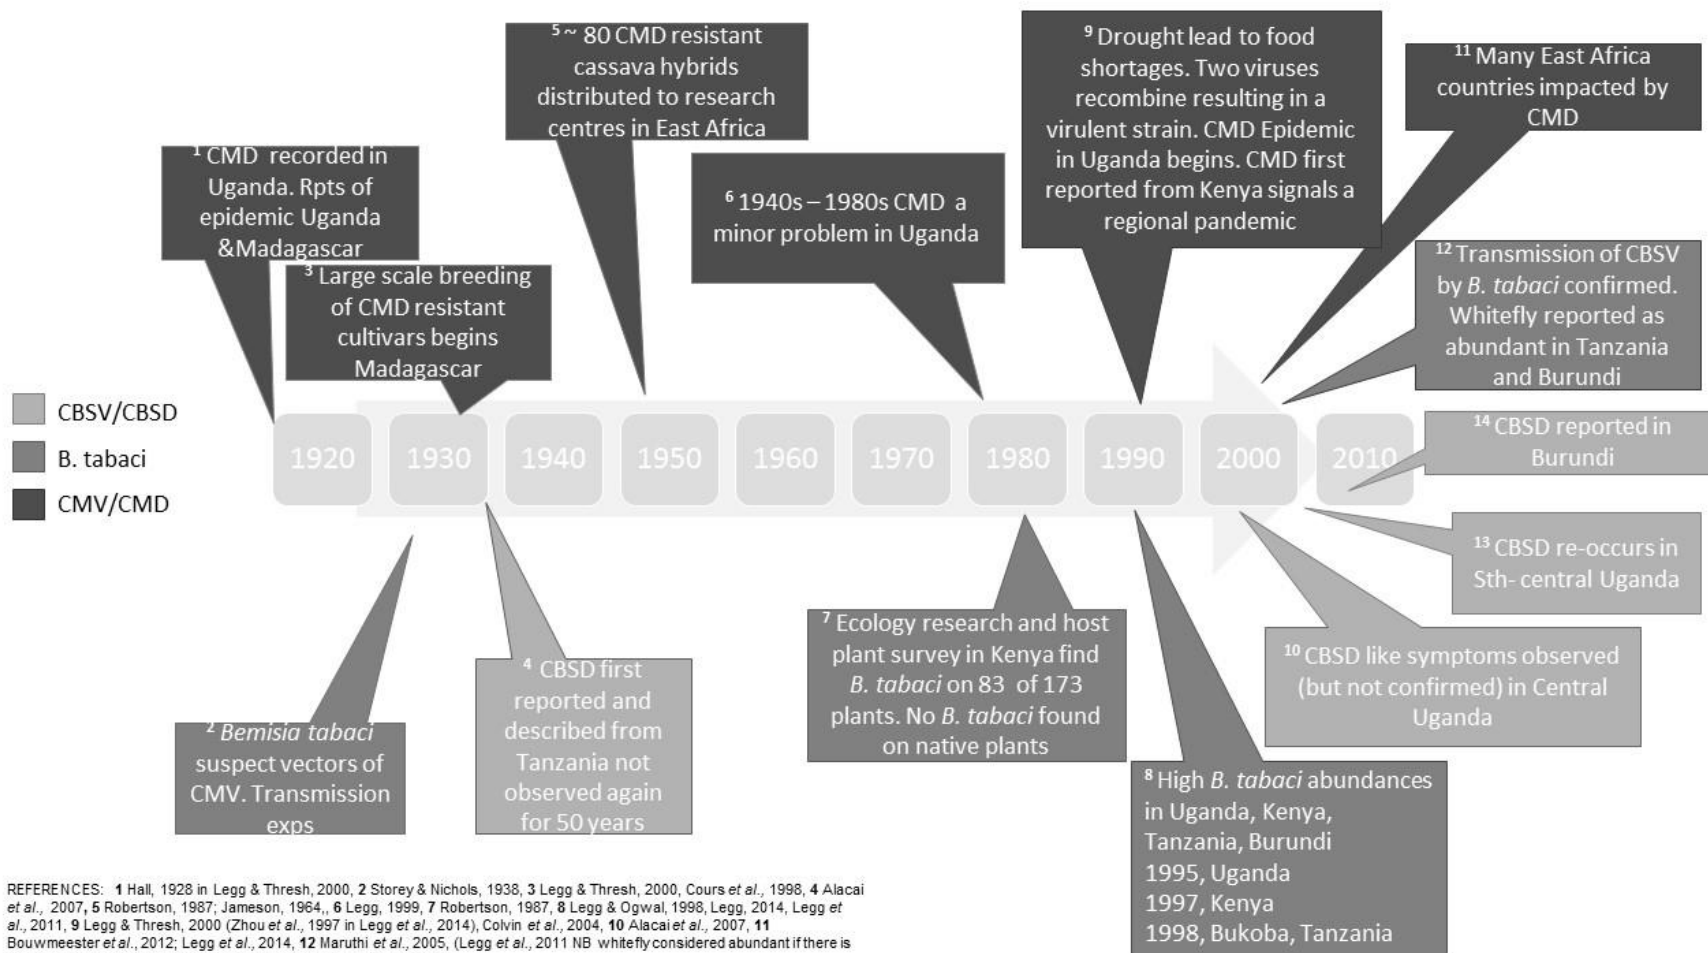 5 ~ 80 CMD resistant
cassava hybrids
distributed to research
centres in East Africa
9 Drought lead to food
shortages. Two viruses
recombine resulting in a
virulent strain. CMD Epidemic
in Uganda begins. CMD first
reported from Kenya signals a
regional pandemic
11 Many East Africa
countries impacted by
CMD
1 CMD recorded in
Uganda. Rpts of
epidemic Uganda
&Madagascar
6 1940s – 1980s CMD a
minor problem in Uganda
3 Large scale breeding
of CMD resistant
cultivars begins
Madagascar
12 Transmission of CBSV
by B. tabaci confirmed.
Whitefly reported as
abundant in Tanzania
and Burundi
CBSV/CBSD
B. tabaci
CMV/CMD
1920
1930
1940
1950
1960
1970
1980
1990
2000
2010
14 CBSD reported in
Burundi
13 CBSD re-occurs in
Sth- central Uganda
10 CBSD like symptoms observed
(but not confirmed) in Central
Uganda
7 Ecology research and host
plant survey in Kenya find
B. tabaci on 83 of 173
plants. No B. tabaci found
on native plants
4 CBSD first
reported and
described from
Tanzania not
observed again
for 50 years
2 Bemisia tabaci
suspect vectors of
CMV. Transmission
exps
8 High B. tabaci abundances
in Uganda, Kenya,
Tanzania, Burundi
1995, Uganda
1997, Kenya
1998, Bukoba, Tanzania
REFERENCES: 1 Hall, 1928 in Legg & Thresh, 2000, 2 Storey & Nichols, 1938, 3 Legg & Thresh, 2000, Cours et al., 1998, 4 Alacai
et al., 2007, 5 Robertson, 1987; Jameson, 1964,, 6 Legg, 1999, 7 Robertson, 1987, 8 Legg & Ogwal, 1998, Legg, 2014, Legg et
al., 2011, 9 Legg & Thresh, 2000 (Zhou et al., 1997 in Legg et al., 2014), Colvin et al., 2004, 10 Alacai et al., 2007, 11
Bouwmeester et al., 2012; Legg et al., 2014, 12 Maruthi et al., 2005, (Legg et al., 2011 NB whitefly considered abundant if there is